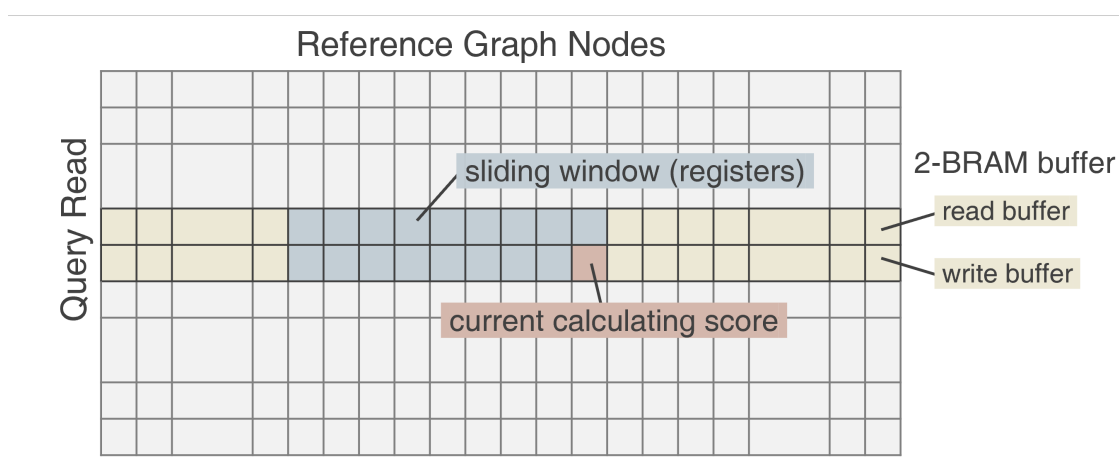 Reference Graph Nodes
Query Read
sliding window (registers)
2-BRAM buffer
read buffer
write buffer
current calculating score